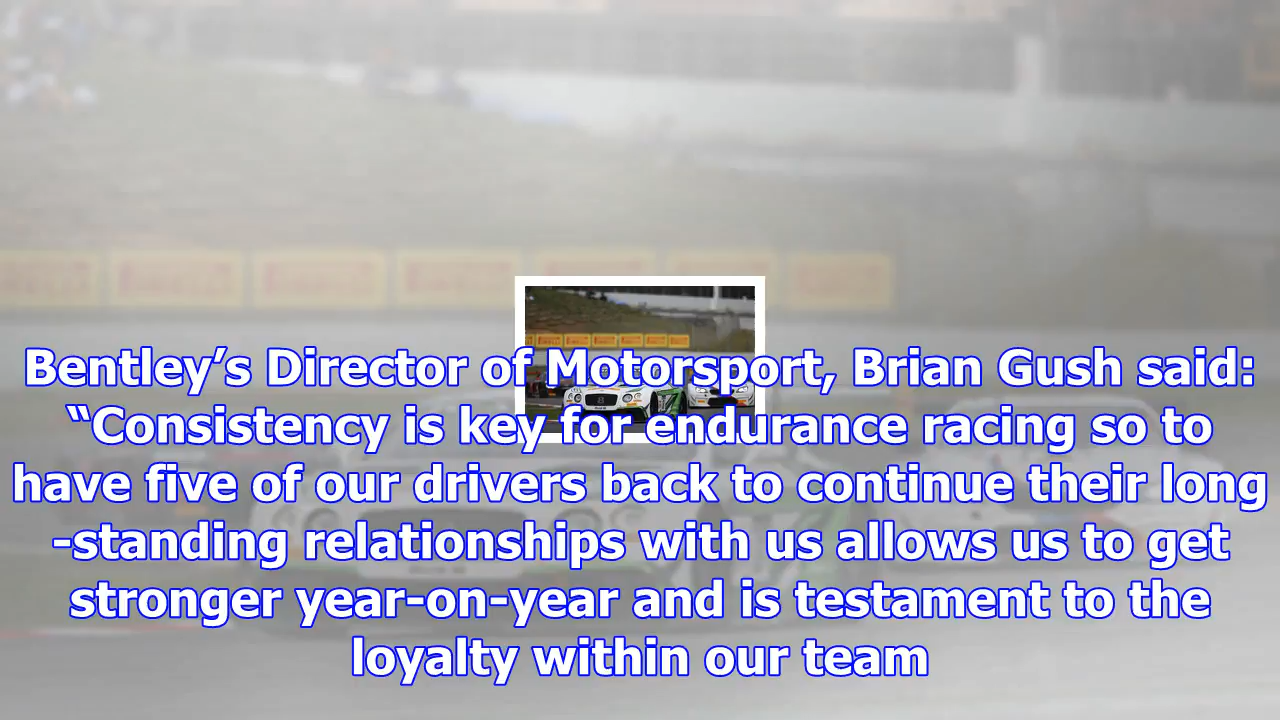 Bentley’s Director of Motorsport, Brian Gush said:
“Consistency is key for endurance racing so to
have five of our drivers back to continue their long
-standing relationships with us allows us to get
stronger year-on-year and is testament to the
loyalty within our team